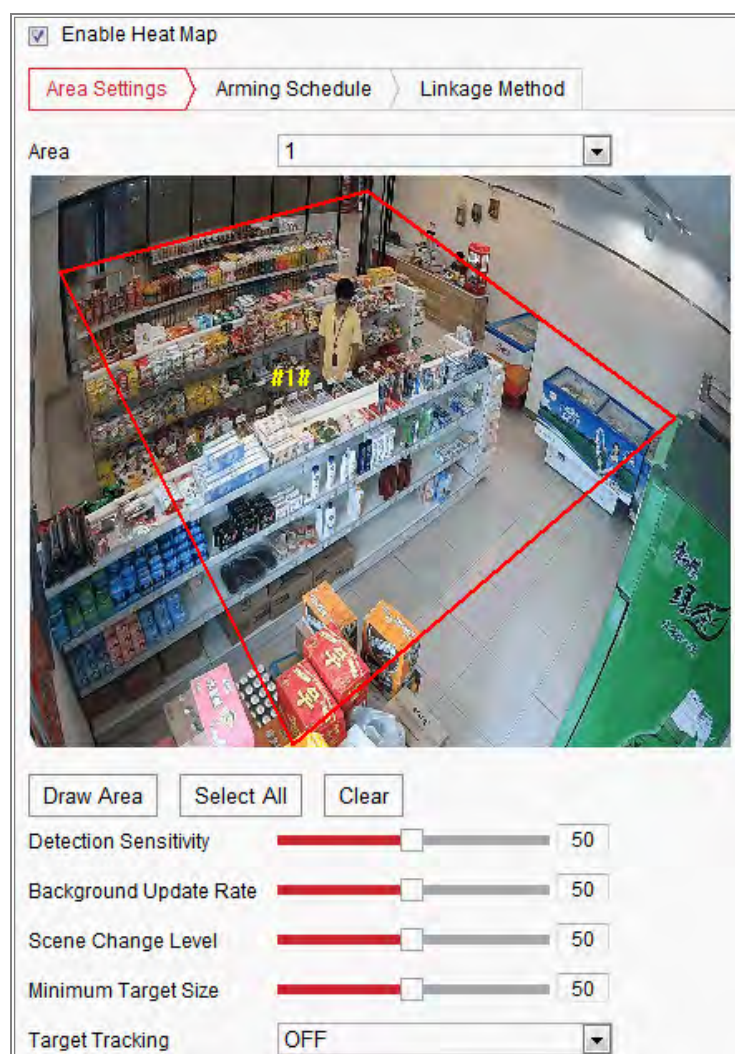 Enable Heat Map
Area Settings Arming Schedule Linkage Method
Area 1
#1#
Draw Area Select All Clear
Detection Sensitivity 50
Background Update Rate 50
Scene Change Level 50
Minimum Target Size 50
Target Tracking OFF